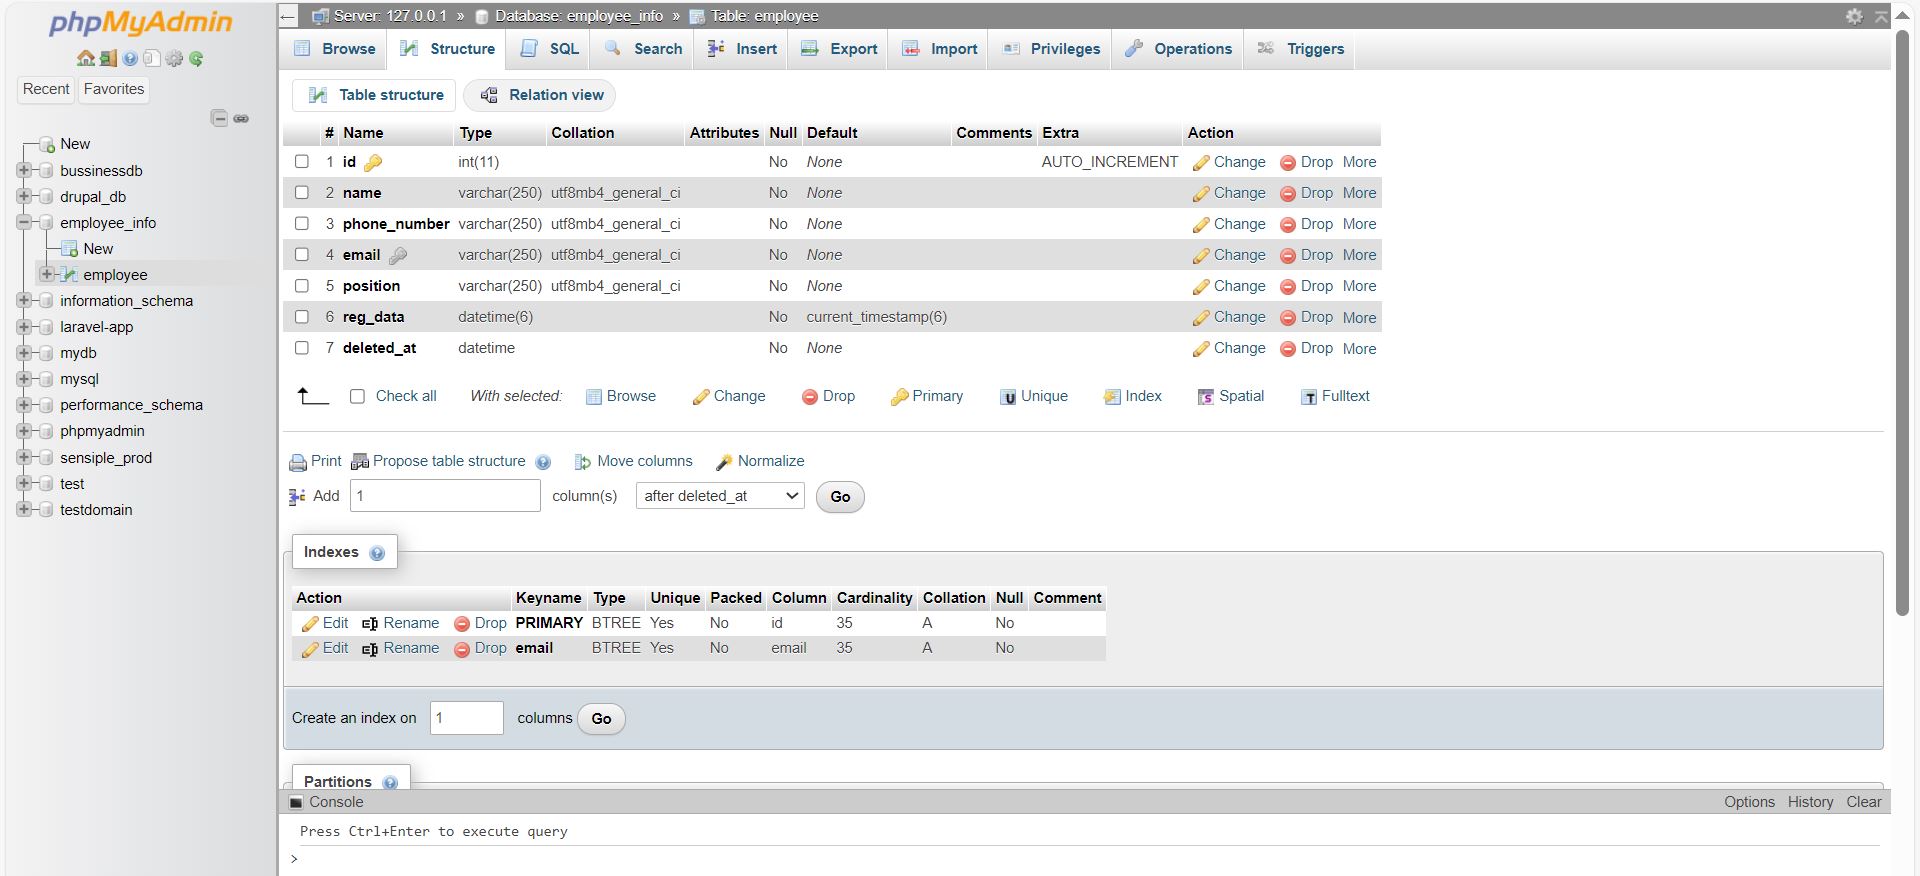 phpMyAdmin
Recent Favorites
New
bussinessdb
drupal_db
employee_info
New
employee
information_schema
laravel-app
mydb
mysql
performance_schema
phpmyadmin
sensiple_prod
test
testdomain
Server: 127.0.0.1 » Database: employee_info » Table: employee
Browse Structure SQL Search Insert Export Import Privileges Operations Triggers
Table structure Relation view
# Name Type Collation Attributes Null Default Comments Extra Action
1 id int(11) No None AUTO_INCREMENT Change Drop More
2 name varchar(250) utf8mb4_general_ci No None Change Drop More
3 phone_number varchar(250) utf8mb4_general_ci No None Change Drop More
4 email varchar(250) utf8mb4_general_ci No None Change Drop More
5 position varchar(250) utf8mb4_general_ci No None Change Drop More
6 reg_data datetime(6) No current_timestamp(6) Change Drop More
7 deleted_at datetime No None Change Drop More
Check all With selected: Browse Change Drop Primary Unique Index Spatial Fulltext
Print Propose table structure Move columns Normalize
Add 1 column(s) after deleted_at Go
Indexes
Action Keyname Type Unique Packed Column Cardinality Collation Null Comment
Edit Rename Drop PRIMARY BTREE Yes No id 35 A No
Edit Rename Drop email BTREE Yes No email 35 A No
Create an index on 1 columns Go
Partitions
Console Options History Clear
Press Ctrl+Enter to execute query
>